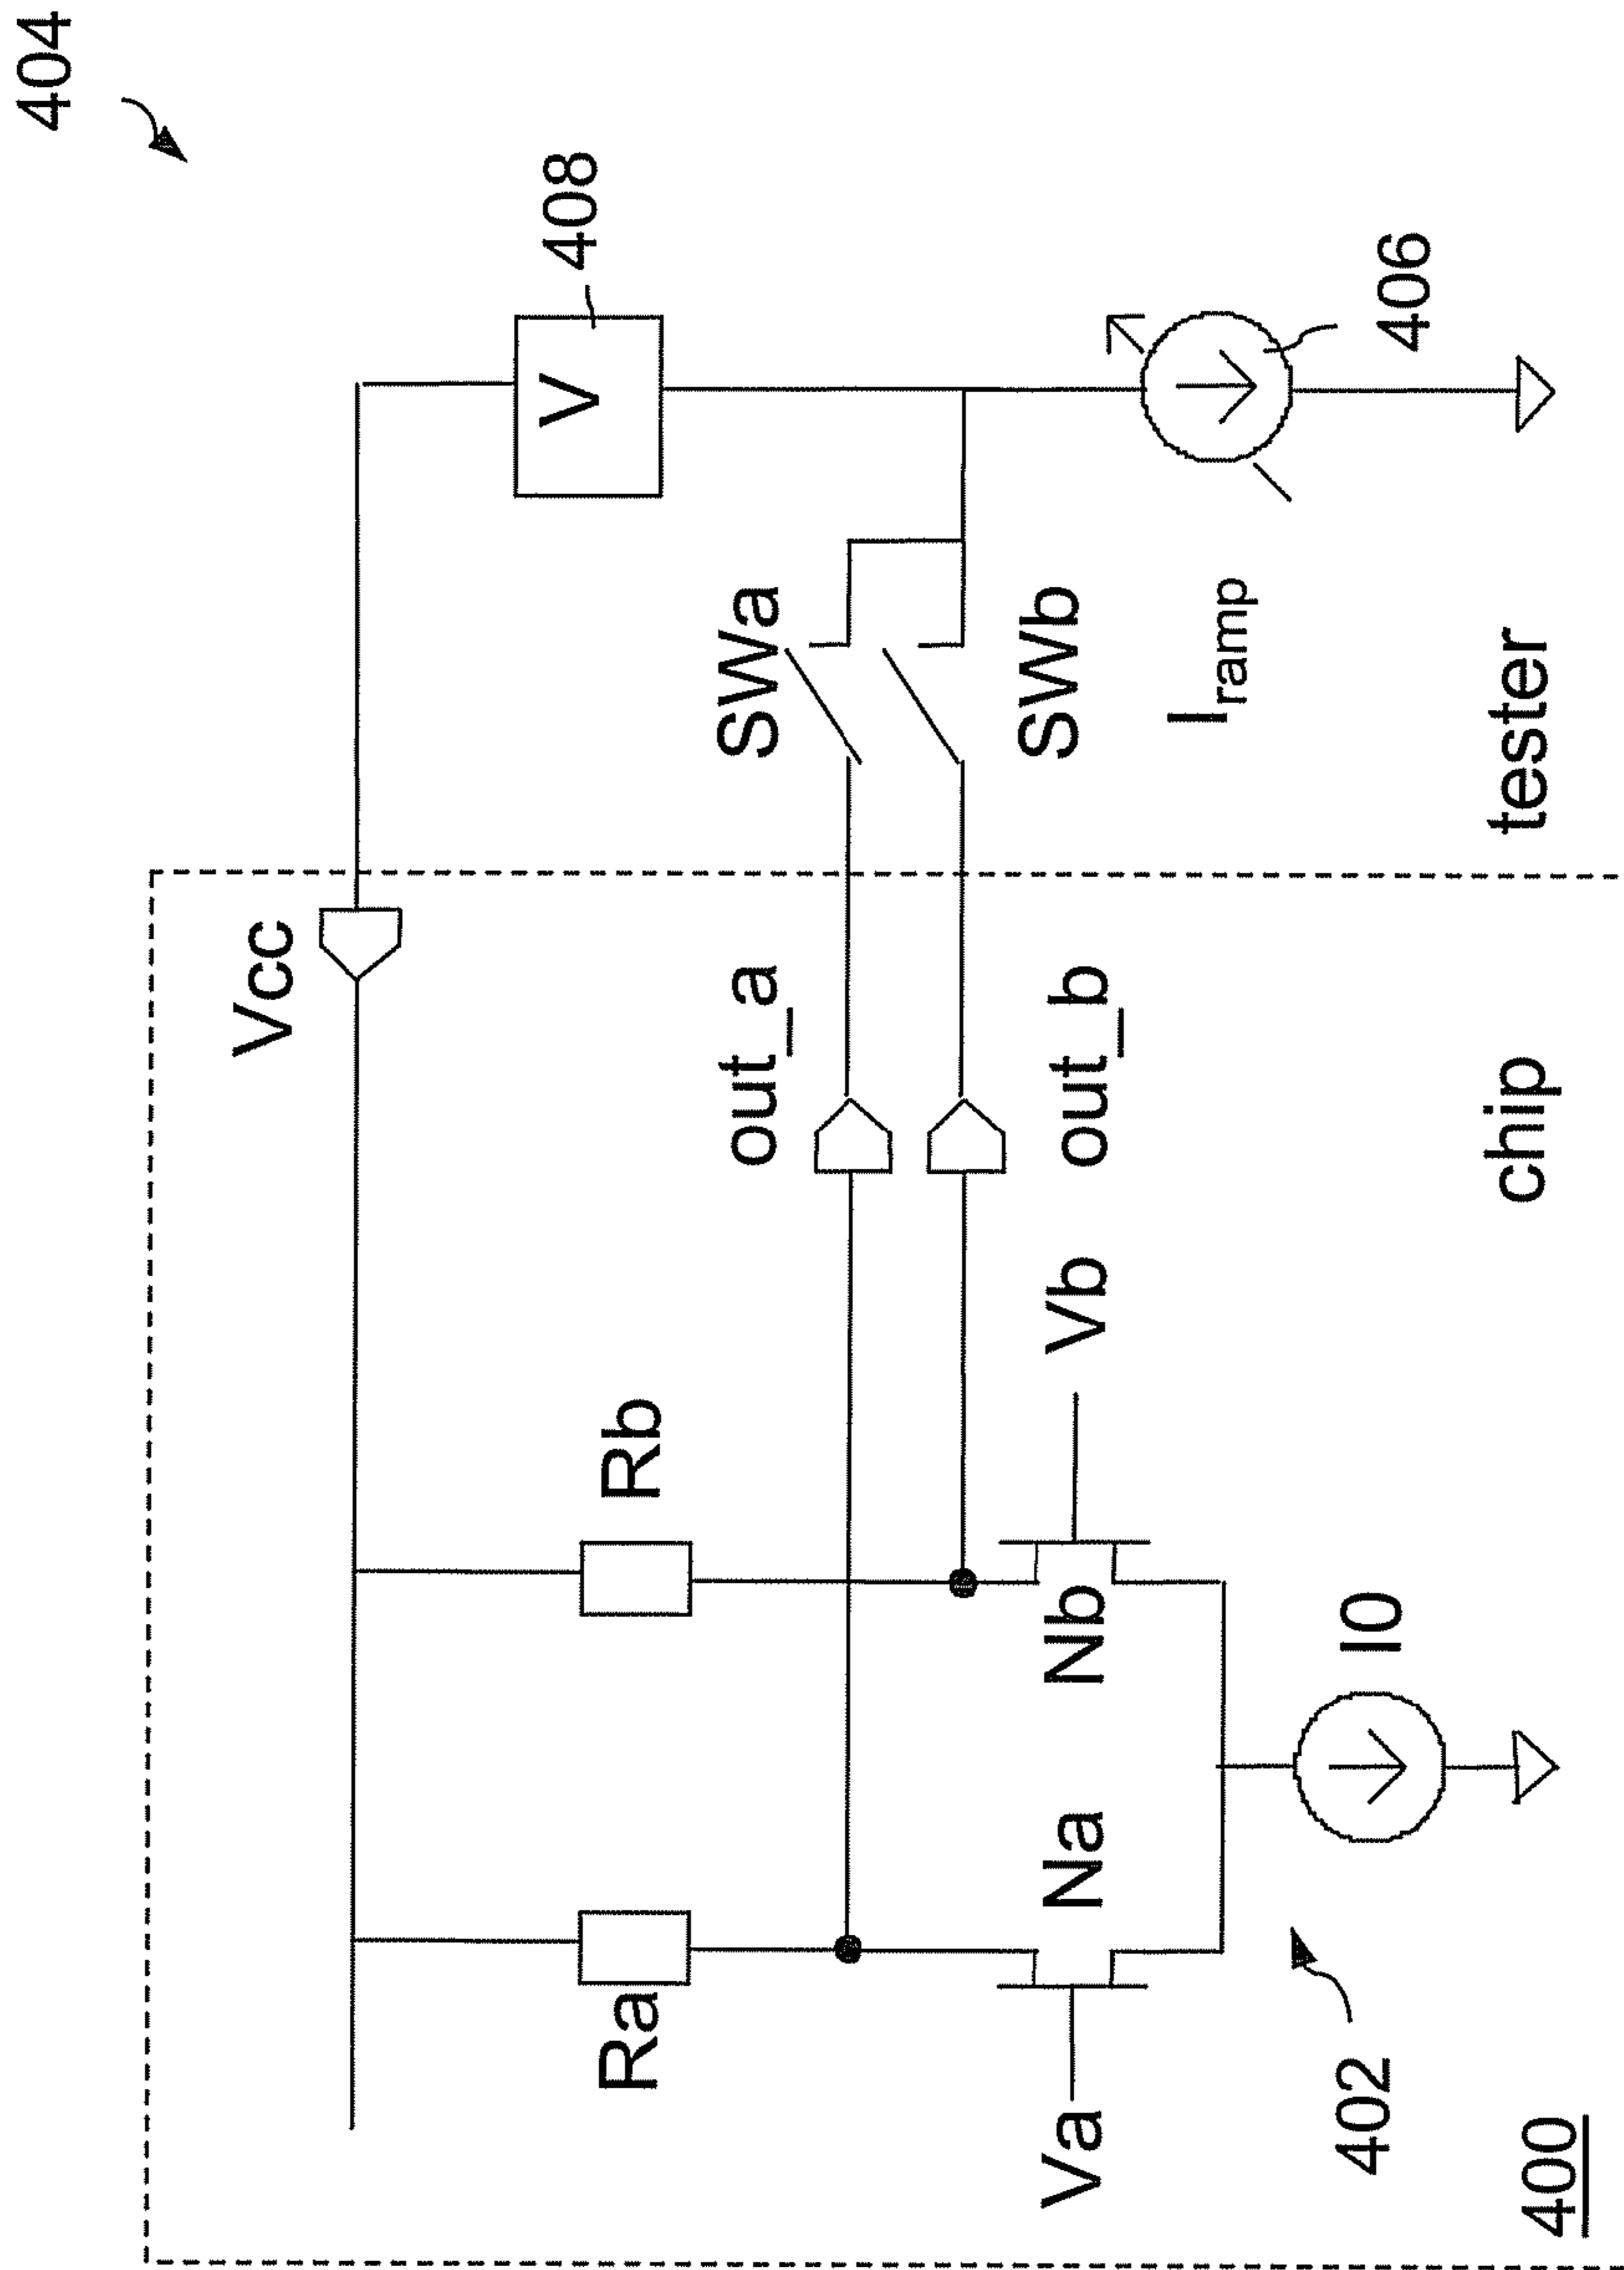 404
Vcc
V
408
Ra
Rb
out_a
SWa
Va
Na
Nb
Vb
out_b
SWb
402
I0
Iramp
406
400
chip
tester